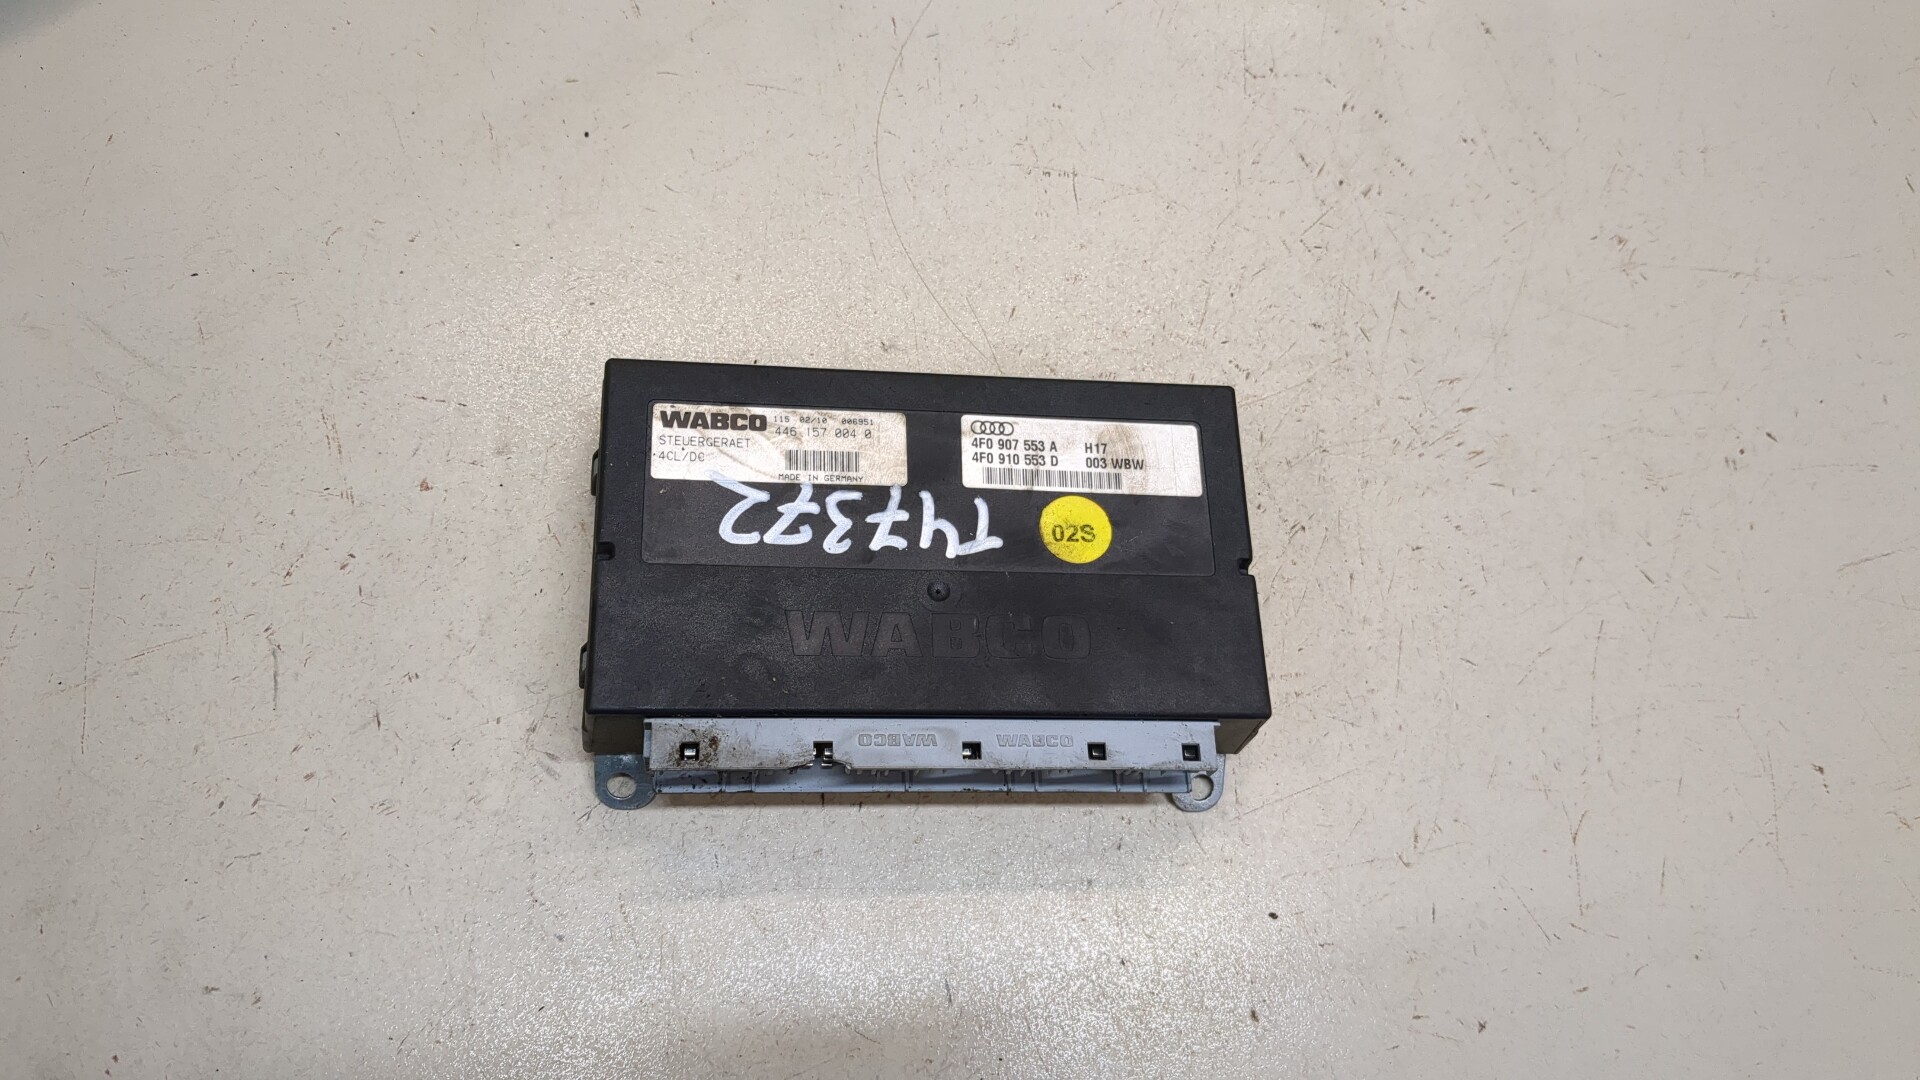 WABCO 115 02/10 006951
446 157 004 0
STEUERGERAET
4CL/DC
MADE IN GERMANY
4F0 907 553 A H17
4F0 910 553 D 003 WBW
T47372
02S
WABCO
WABCO WABCO